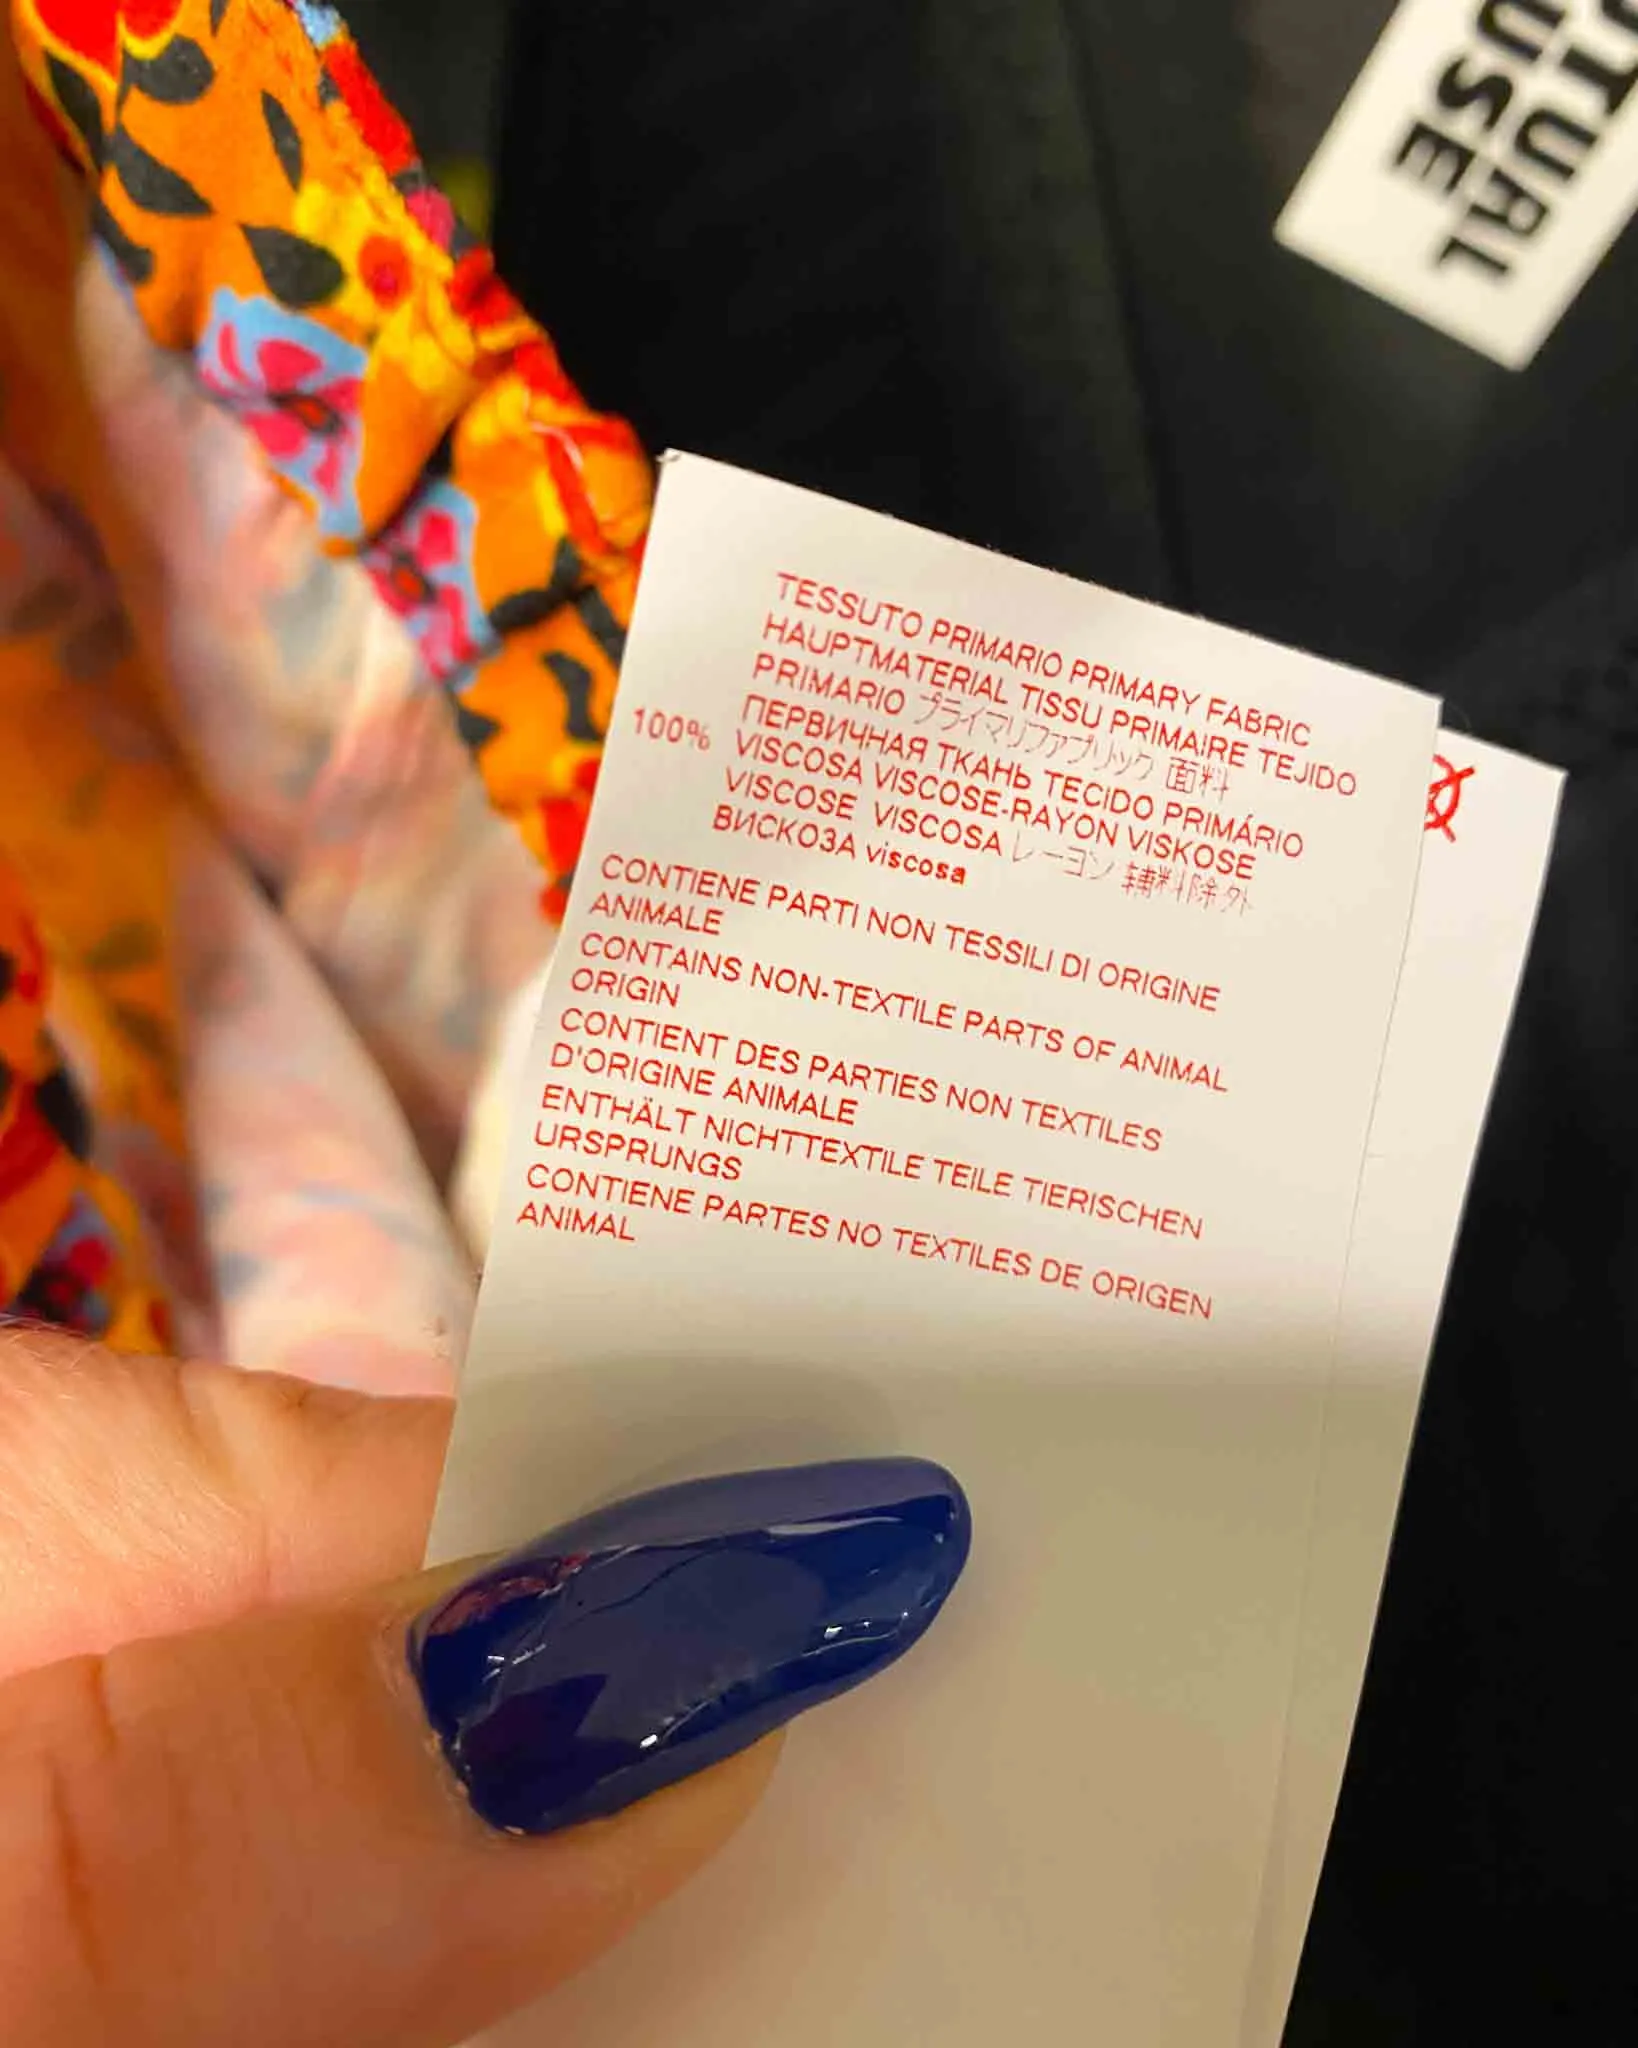 TURAL
USE
TESSUTO PRIMARIO PRIMARY FABRIC
HAUPTMATERIAL TISSU PRIMAIRE TEJIDO
PRIMARIO プライマリファブリック 面料
ПЕРВИЧНАЯ ТКАНЬ TECIDO PRIMÁRIO
100% VISCOSA VISCOSE-RAYON VISKOSE
VISCOSE VISCOSA レーヨン 辅料除外
ВИСКОЗА viscosa
CONTIENE PARTI NON TESSILI DI ORIGINE
ANIMALE
CONTAINS NON-TEXTILE PARTS OF ANIMAL
ORIGIN
CONTIENT DES PARTIES NON TEXTILES
D'ORIGINE ANIMALE
ENTHÄLT NICHTTEXTILE TEILE TIERISCHEN
URSPRUNGS
CONTIENE PARTES NO TEXTILES DE ORIGEN
ANIMAL